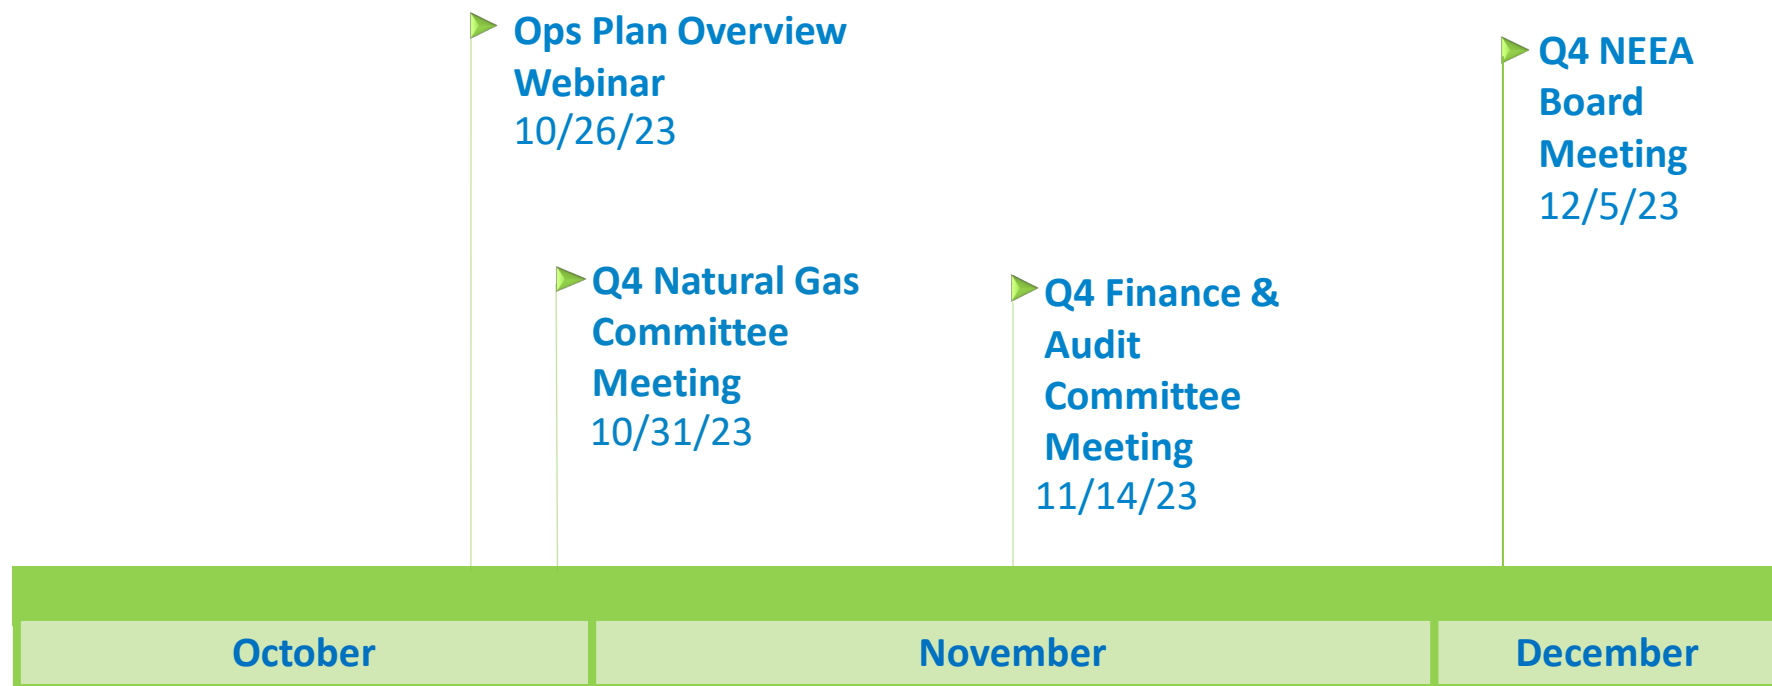 Ops Plan Overview
Webinar
10/26/23
Q4 Natural Gas
Committee
Meeting
10/31/23
Q4 Finance &
Audit
Committee
Meeting
11/14/23
Q4 NEEA
Board
Meeting
12/5/23
October
November
December